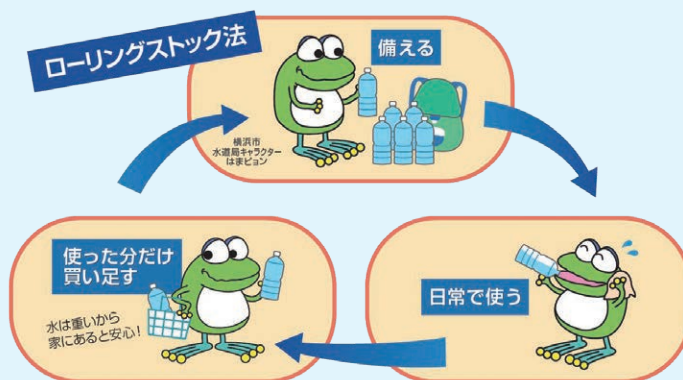 ローリングストック法
備える
横浜市
水道局キャラクター
はまピョン
日常で使う
使った分だけ
買い足す
水は重いから
家にあると安心!